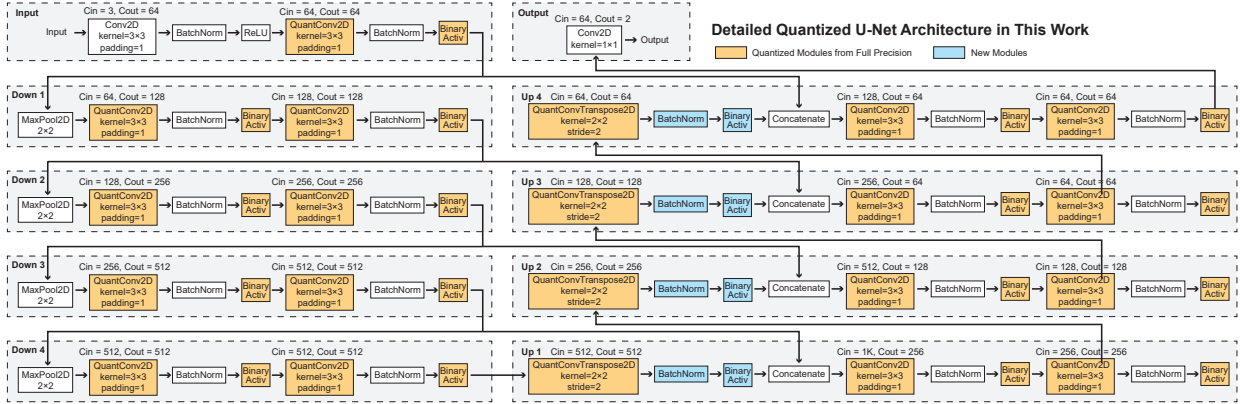 Detailed Quantized U-Net Architecture in This Work
Quantized Modules from Full Precision
New Modules
Input
Cin = 3, Cout = 64
Cin = 64, Cout = 64
Input
Conv2D
kernel=3×3
padding=1
BatchNorm
ReLU
QuantConv2D
kernel=3×3
padding=1
BatchNorm
Binary
Activ
Output
Cin = 64, Cout = 2
Conv2D
kernel=1×1
Output
Down 1
Cin = 64, Cout = 128
Cin = 128, Cout = 128
MaxPool2D
2×2
QuantConv2D
kernel=3×3
padding=1
BatchNorm
Binary
Activ
QuantConv2D
kernel=3×3
padding=1
BatchNorm
Binary
Activ
Up 4
Cin = 64, Cout = 64
Cin = 128, Cout = 64
Cin = 64, Cout = 64
QuantConvTranspose2D
kernel=2×2
stride=2
BatchNorm
Binary
Activ
Concatenate
QuantConv2D
kernel=3×3
padding=1
BatchNorm
Binary
Activ
QuantConv2D
kernel=3×3
padding=1
BatchNorm
Binary
Activ
Down 2
Cin = 128, Cout = 256
Cin = 256, Cout = 256
MaxPool2D
2×2
QuantConv2D
kernel=3×3
padding=1
BatchNorm
Binary
Activ
QuantConv2D
kernel=3×3
padding=1
BatchNorm
Binary
Activ
Up 3
Cin = 128, Cout = 128
Cin = 256, Cout = 64
Cin = 64, Cout = 64
QuantConvTranspose2D
kernel=2×2
stride=2
BatchNorm
Binary
Activ
Concatenate
QuantConv2D
kernel=3×3
padding=1
BatchNorm
Binary
Activ
QuantConv2D
kernel=3×3
padding=1
BatchNorm
Binary
Activ
Down 3
Cin = 256, Cout = 512
Cin = 512, Cout = 512
MaxPool2D
2×2
QuantConv2D
kernel=3×3
padding=1
BatchNorm
Binary
Activ
QuantConv2D
kernel=3×3
padding=1
BatchNorm
Binary
Activ
Up 2
Cin = 256, Cout = 256
Cin = 512, Cout = 128
Cin = 128, Cout = 128
QuantConvTranspose2D
kernel=2×2
stride=2
BatchNorm
Binary
Activ
Concatenate
QuantConv2D
kernel=3×3
padding=1
BatchNorm
Binary
Activ
QuantConv2D
kernel=3×3
padding=1
BatchNorm
Binary
Activ
Down 4
Cin = 512, Cout = 512
Cin = 512, Cout = 512
MaxPool2D
2×2
QuantConv2D
kernel=3×3
padding=1
BatchNorm
Binary
Activ
QuantConv2D
kernel=3×3
padding=1
BatchNorm
Binary
Activ
Up 1
Cin = 512, Cout = 512
Cin = 1K, Cout = 256
Cin = 256, Cout = 256
QuantConvTranspose2D
kernel=2×2
stride=2
BatchNorm
Binary
Activ
Concatenate
QuantConv2D
kernel=3×3
padding=1
BatchNorm
Binary
Activ
QuantConv2D
kernel=3×3
padding=1
BatchNorm
Binary
Activ